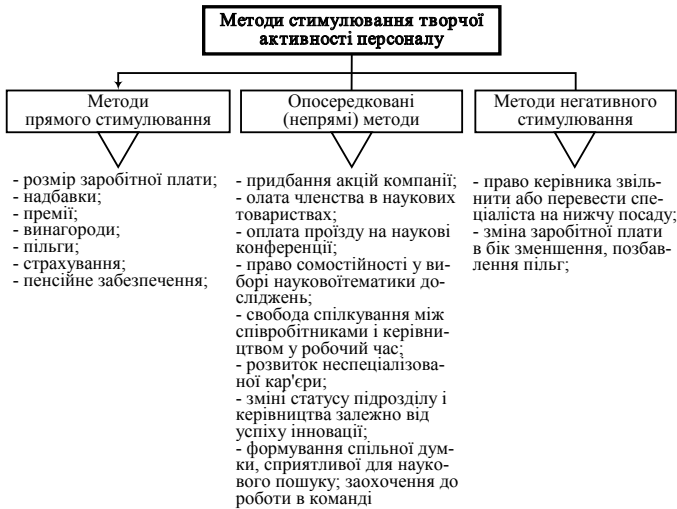 Методи стимулювання творчої
активності персоналу
Методи
прямого стимулювання
- розмір заробітної плати;
- надбавки;
- премії;
- винагороди;
- пільги;
- страхування;
- пенсійне забезпечення;
Опосередковані
(непрямі) методи
- придбання акцій компанії;
- олата членства в наукових
товариствах;
- оплата проїзду на наукові
конференції;
- право сомостійності у ви-
борі науковоїтематики до-
сліджень;
- свобода спілкування між
співробітниками і керівни-
цтвом у робочий час;
- розвиток неспеціалізова-
ної кар'єри;
- зміні статусу підрозділу і
керівництва залежно від
успіху інновації;
- формування спільної дум-
ки, сприятливої для науко-
вого пошуку; заохочення до
роботи в команді
Методи негативного
стимулювання
- право керівника звіль-
нити або перевести спе-
ціаліста на нижчу посаду;
- зміна заробітної плати
в бік зменшення, позбав-
лення пільг;